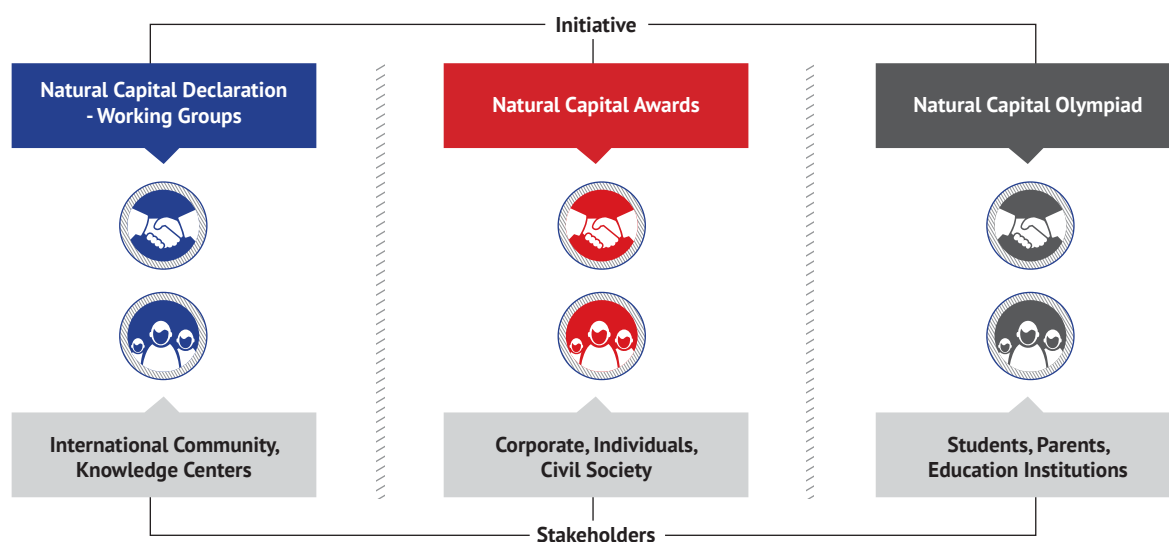 Initiative
Natural Capital Declaration
- Working Groups
Natural Capital Awards
Natural Capital Olympiad
International Community,
Knowledge Centers
Corporate, Individuals,
Civil Society
Students, Parents,
Education Institutions
Stakeholders